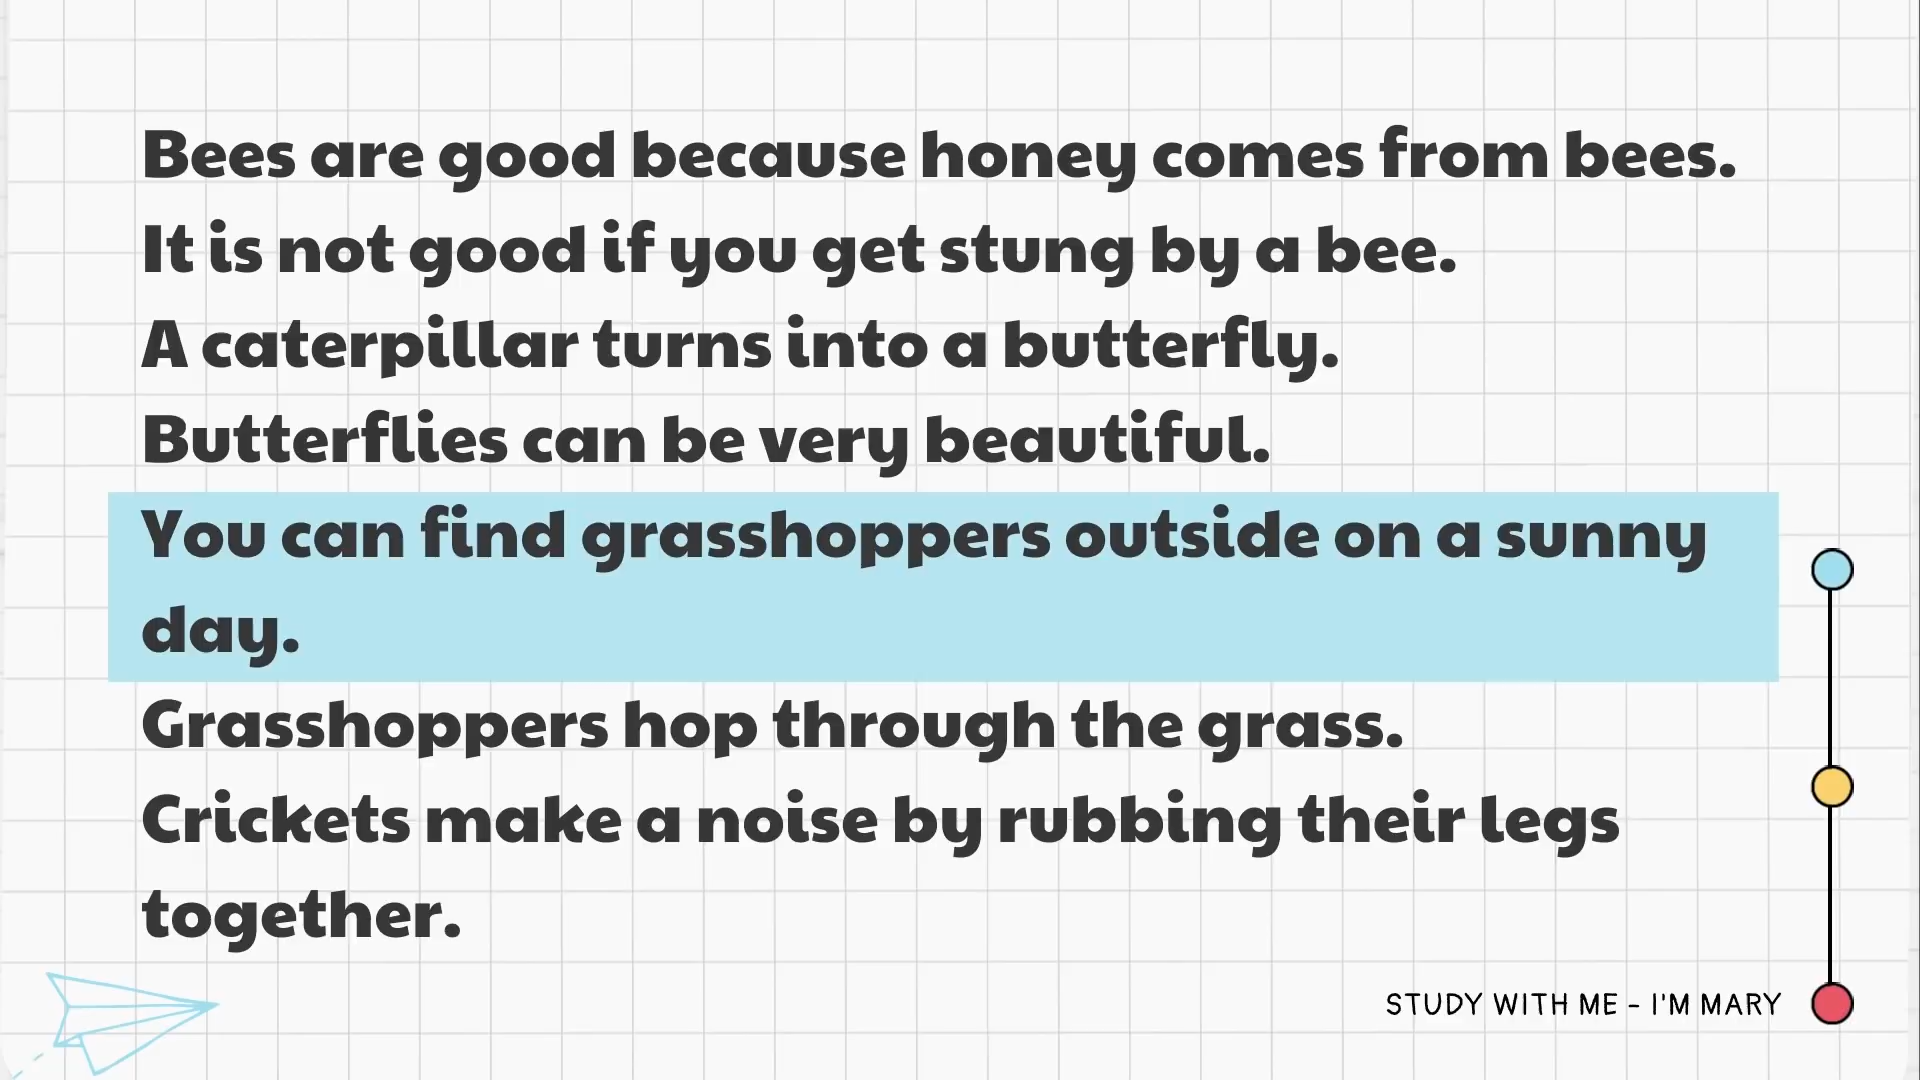 Bees are good because honey comes from bees.
It is not good if you get stung by a bee.
A caterpillar turns into a butterfly.
Butterflies can be very beautiful.
You can find grasshoppers outside on a sunny
day.
Grasshoppers hop through the grass.
Crickets make a noise by rubbing their legs
together.
STUDY WITH ME - I'M MARY